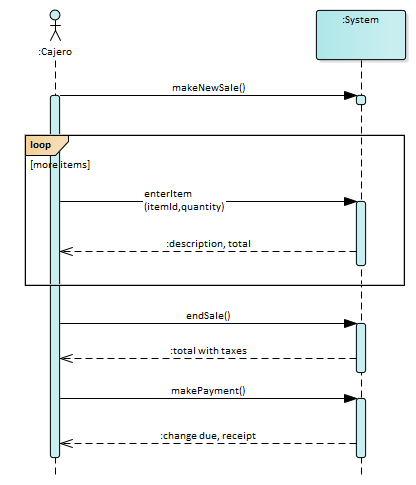 :Cajero
:System
makeNewSale()
loop
[more items]
enterItem
(itemId,quantity)
:description, total
endSale()
:total with taxes
makePayment()
:change due, receipt